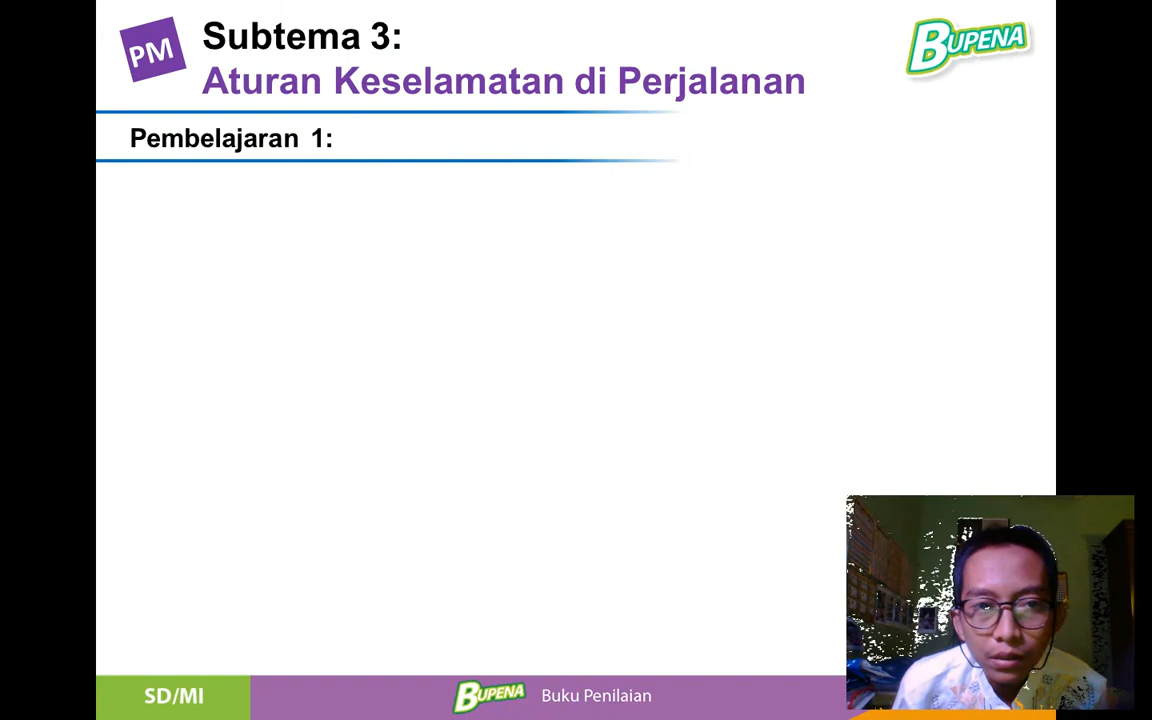 PM
Subtema 3:
BUPENA
Aturan Keselamatan di Perjalanan
Pembelajaran 1:
SD/MI
BUPENA
Buku Penilaian